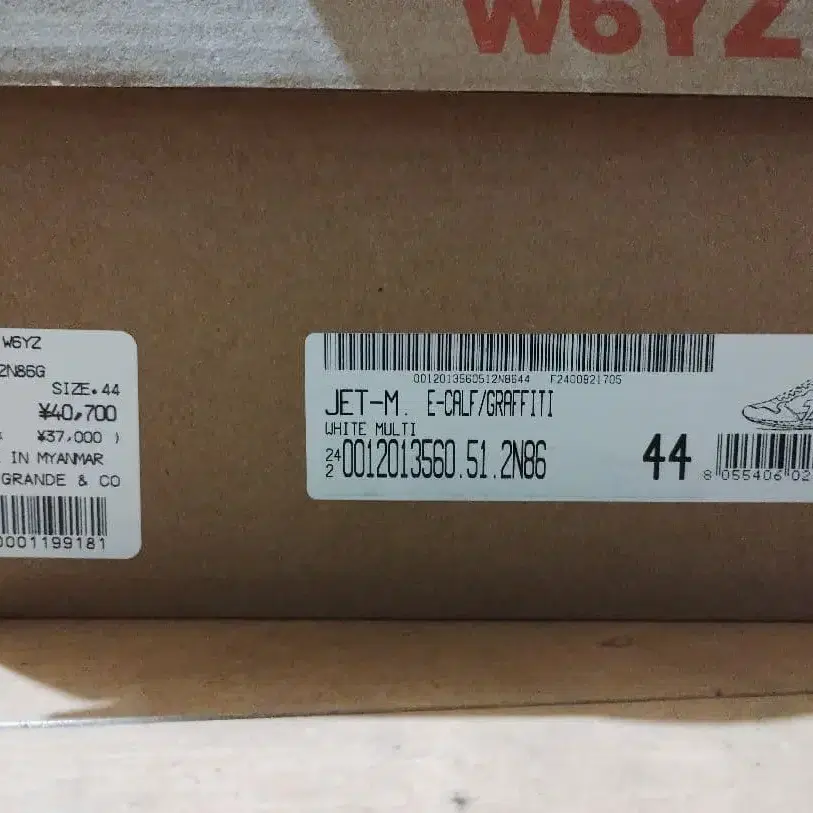 W6YZ
W6YZ
2N86G
SIZE.44
¥40,700
¥37,000 )
IN MYANMAR
GRANDE & CO
0001199181
0012013560512N8644 F2400921705
JET-M. E-CALF/GRAFFITI
WHITE MULTI
24
2
0012013560.51.2N86
44
8 055406 02